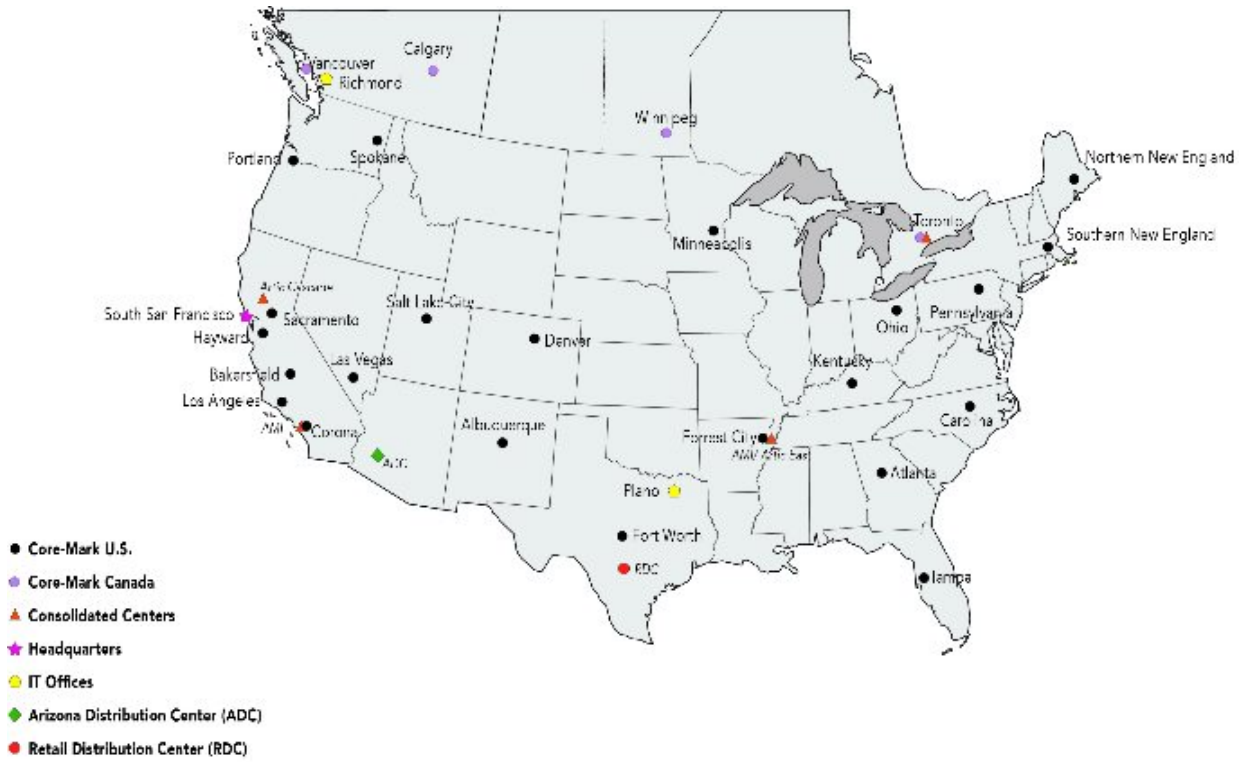 Calgary
Vancouver
Richmond
Winnipeg
Portland
Spokane
Northern New England
Toronto
Southern New England
Minneapolis
Salt Lake City
South San Francisco
Sacramento
Hayward
Denver
Ohio
Pennsylvania
Las Vegas
Kentucky
Bakersfield
Los Angeles
AMI
Corona
Albuquerque
Forrest City
Carolina
ADC
AMI/ Artic East
Atlanta
Plano
Fort Worth
RDC
Tampa
Core-Mark U.S.
Core-Mark Canada
Consolidated Centers
Headquarters
IT Offices
Arizona Distribution Center (ADC)
Retail Distribution Center (RDC)